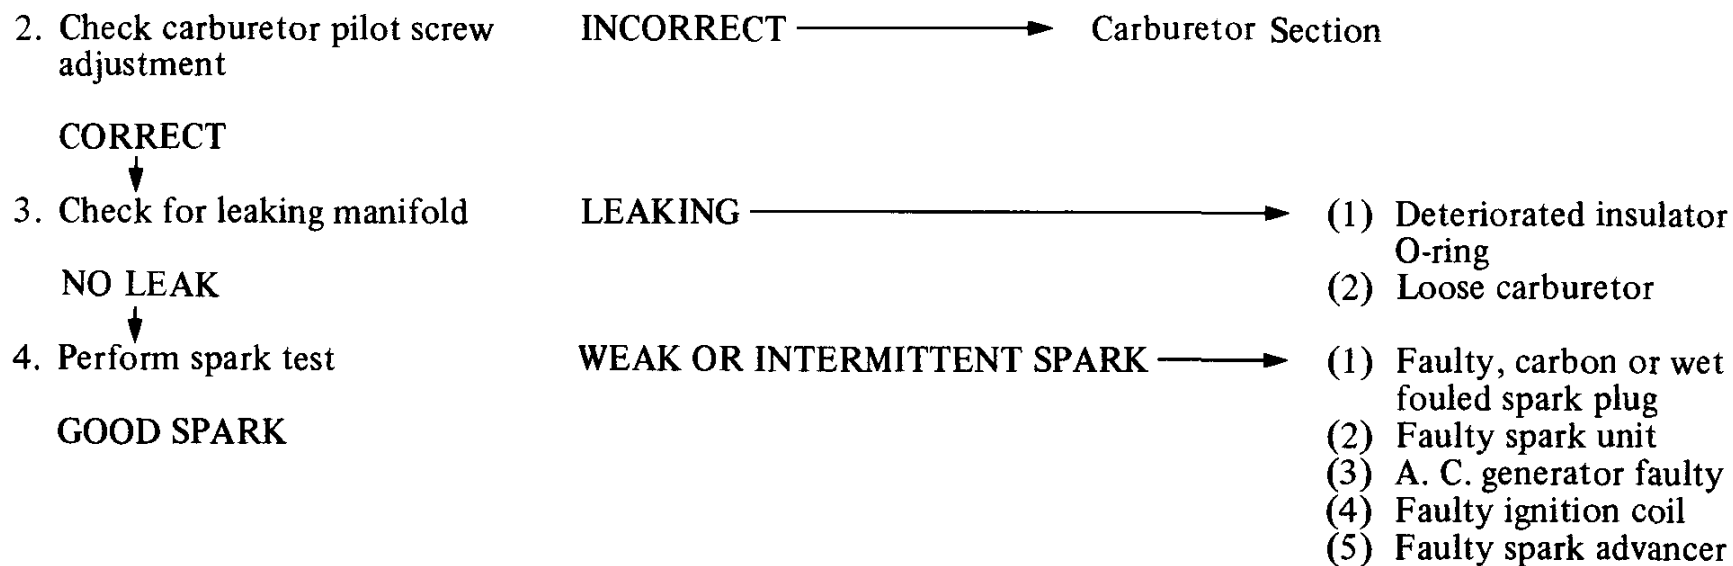 2. Check carburetor pilot screw adjustment INCORRECT Carburetor Section
CORRECT
3. Check for leaking manifold LEAKING (1) Deteriorated insulator
O-ring
NO LEAK (2) Loose carburetor
4. Perform spark test WEAK OR INTERMITTENT SPARK (1) Faulty, carbon or wet
fouled spark plug
GOOD SPARK (2) Faulty spark unit
(3) A. C. generator faulty
(4) Faulty ignition coil
(5) Faulty spark advancer